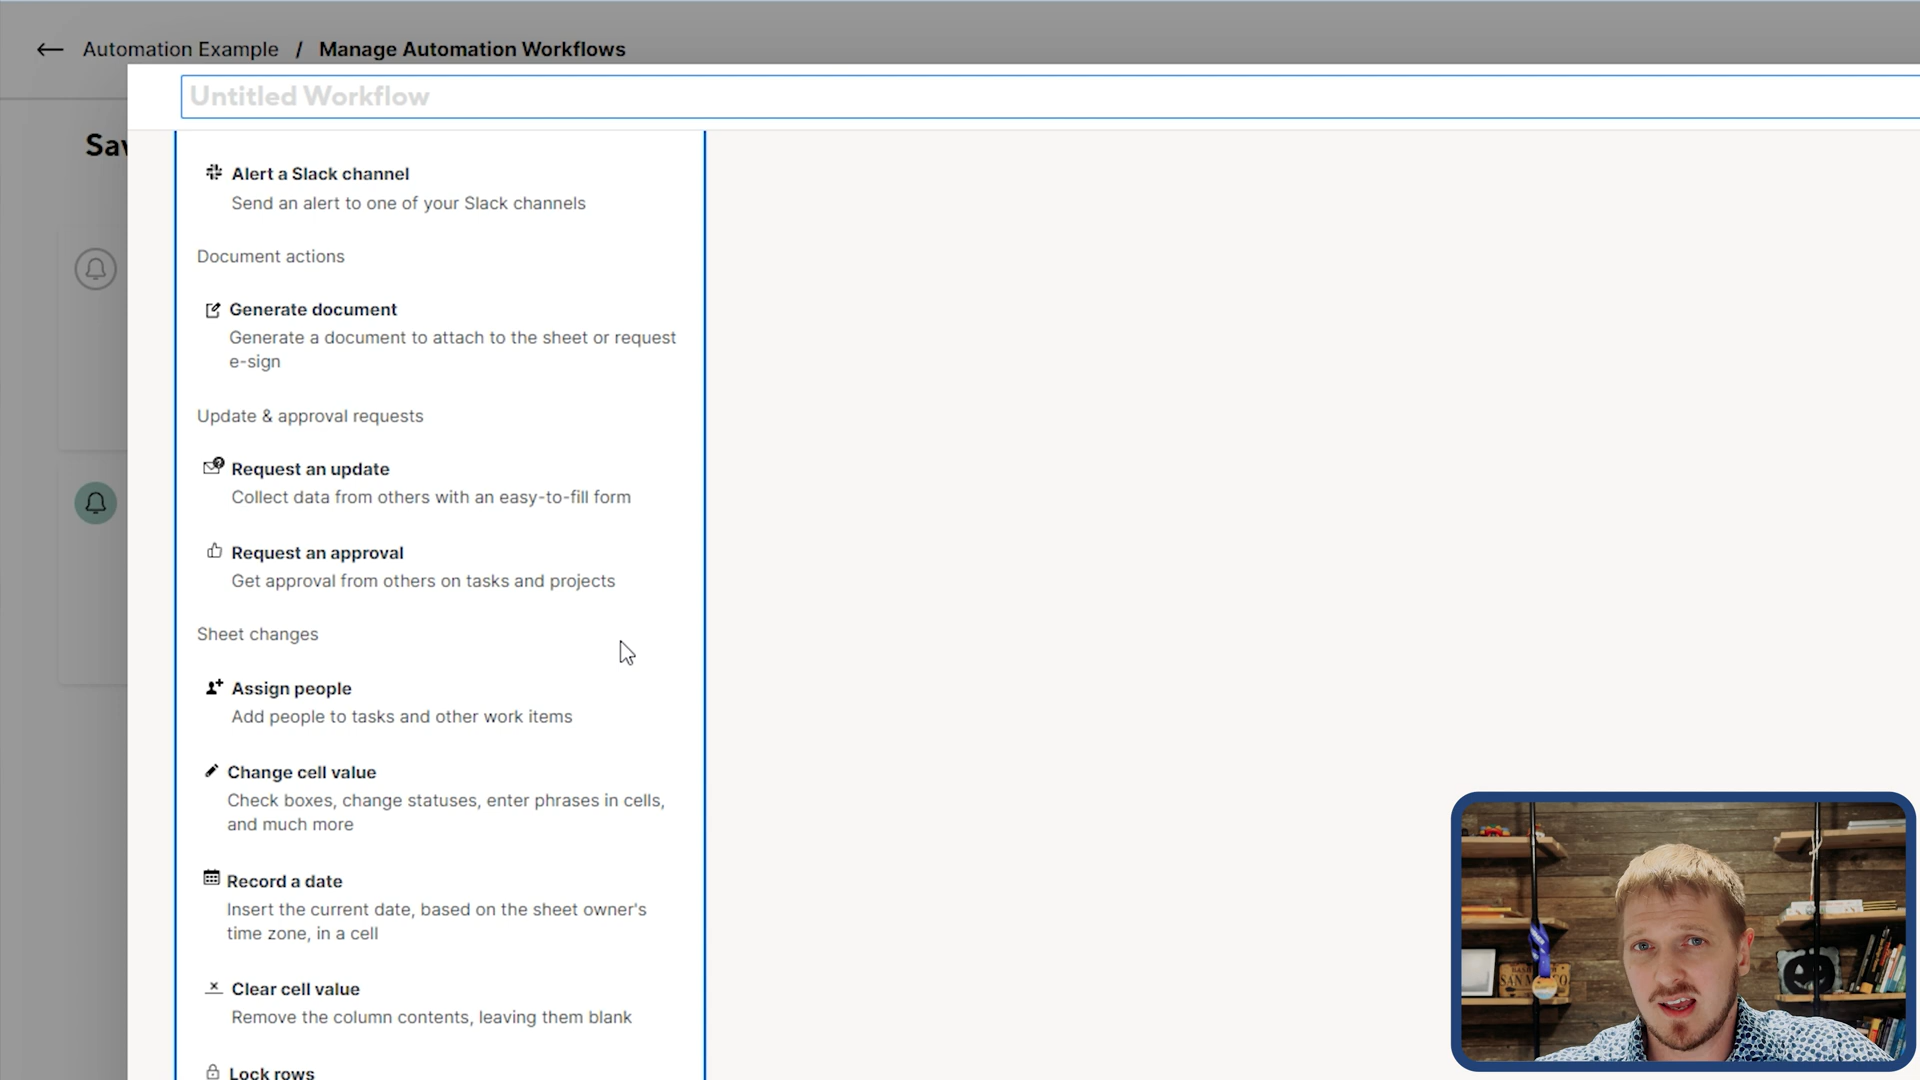 Automation Example / Manage Automation Workflows
Untitled Workflow
Sav
Alert a Slack channel
Send an alert to one of your Slack channels
Document actions
Generate document
Generate a document to attach to the sheet or request
e-sign
Update & approval requests
Request an update
Collect data from others with an easy-to-fill form
Request an approval
Get approval from others on tasks and projects
Sheet changes
Assign people
Add people to tasks and other work items
Change cell value
Check boxes, change statuses, enter phrases in cells,
and much more
Record a date
Insert the current date, based on the sheet owner's
time zone, in a cell
Clear cell value
Remove the column contents, leaving them blank
Lock rows